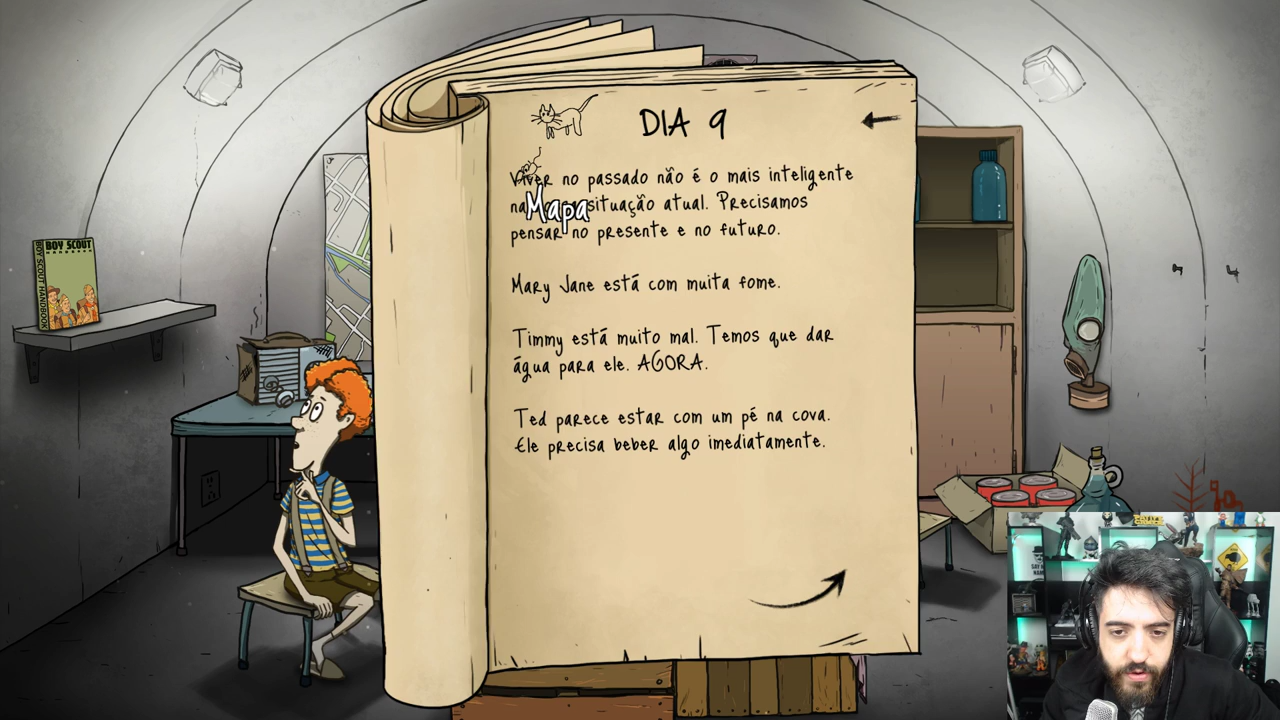 DIA 9
Viver no passado não é o mais inteligente
na situação atual. Precisamos
Mapa
pensar no presente e no futuro.
Mary Jane está com muita fome.
Timmy está muito mal. Temos que dar
água para ele. AGORA.
Ted parece estar com um pé na cova.
Ele precisa beber algo imediatamente.
BOY SCOUT
BOY SCOUT HANDBOOK